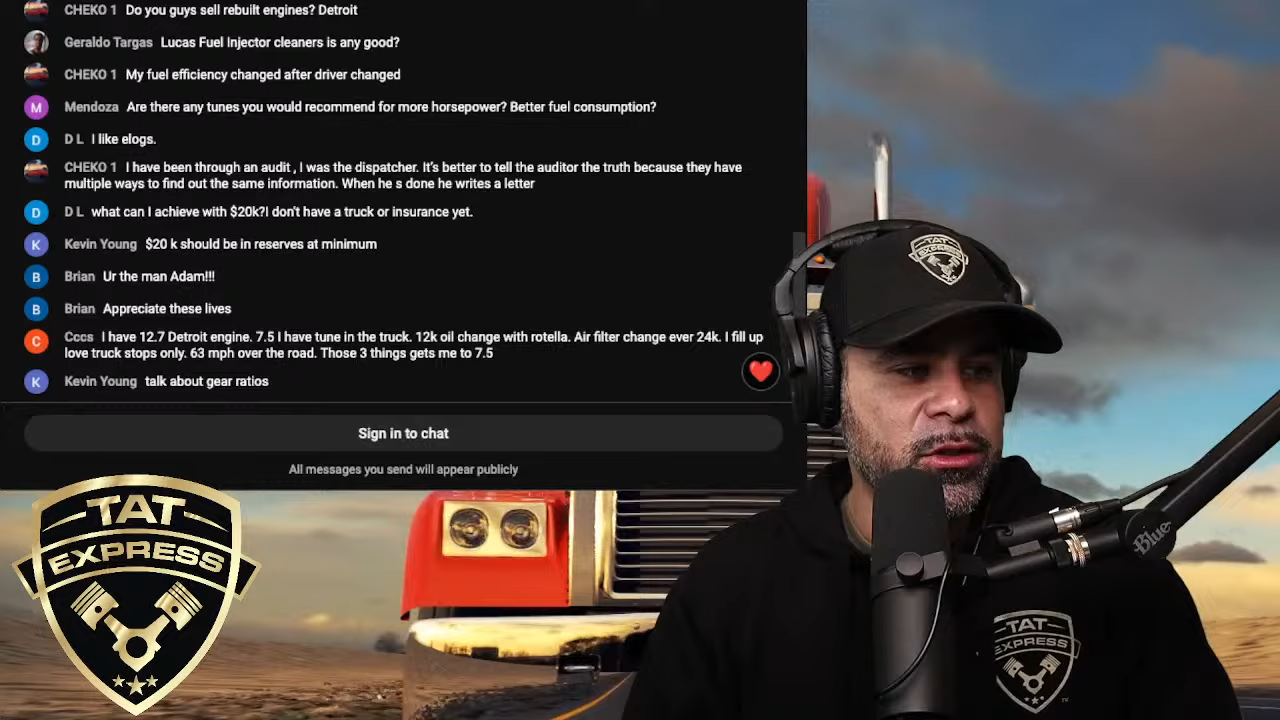 CHEKO 1 Do you guys sell rebuilt engines? Detroit
Geraldo Targas Lucas Fuel Injector cleaners is any good?
CHEKO 1 My fuel efficiency changed after driver changed
M Mendoza Are there any tunes you would recommend for more horsepower? Better fuel consumption?
D D L I like elogs.
CHEKO 1 I have been through an audit , I was the dispatcher. It's better to tell the auditor the truth because they have
multiple ways to find out the same information. When he s done he writes a letter
D D L what can I achieve with $20k?I don't have a truck or insurance yet.
K Kevin Young $20 k should be in reserves at minimum
B Brian Ur the man Adam!!!
B Brian Appreciate these lives
C Cccs I have 12.7 Detroit engine. 7.5 I have tune in the truck. 12k oil change with rotella. Air filter change ever 24k. I fill up
love truck stops only. 63 mph over the road. Those 3 things gets me to 7.5
K Kevin Young talk about gear ratios
Sign in to chat
All messages you send will appear publicly
TAT
EXPRESS
TAT
EXPRESS
Blue
TAT
EXPRESS